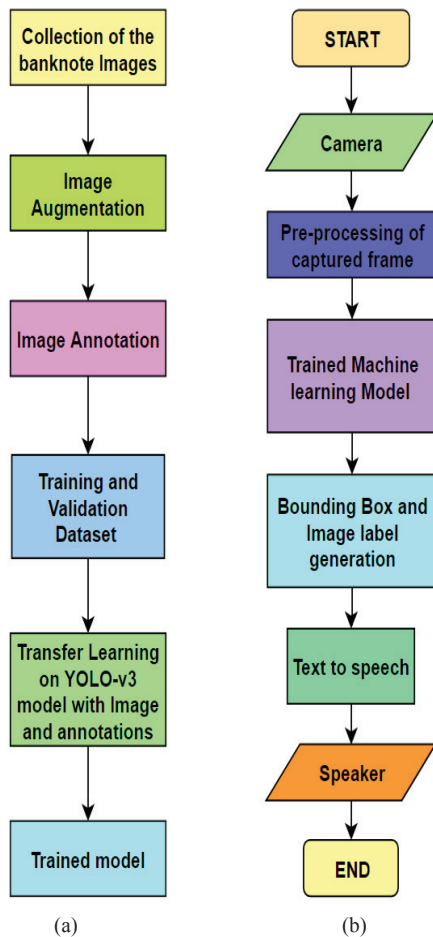 Collection of the
banknote Images
Image
Augmentation
Image Annotation
Training and
Validation
Dataset
Transfer Learning
on YOLO-v3
model with Image
and annotations
Trained model
(a)
START
Camera
Pre-processing of
captured frame
Trained Machine
learning Model
Bounding Box and
Image label
generation
Text to speech
Speaker
END
(b)